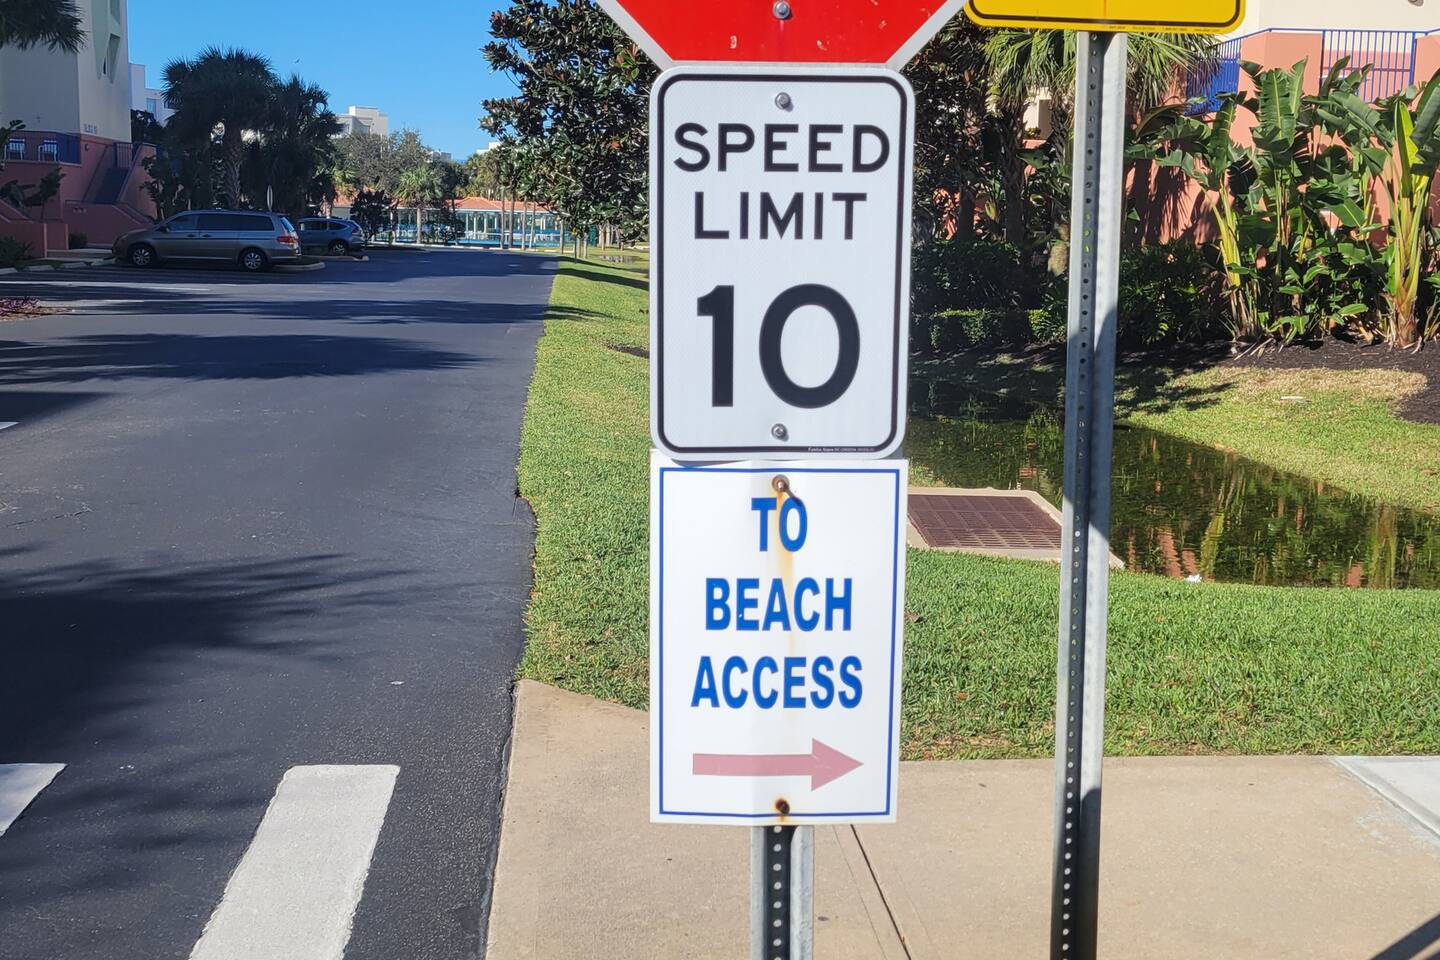 SPEED
LIMIT
10
TO
BEACH
ACCESS